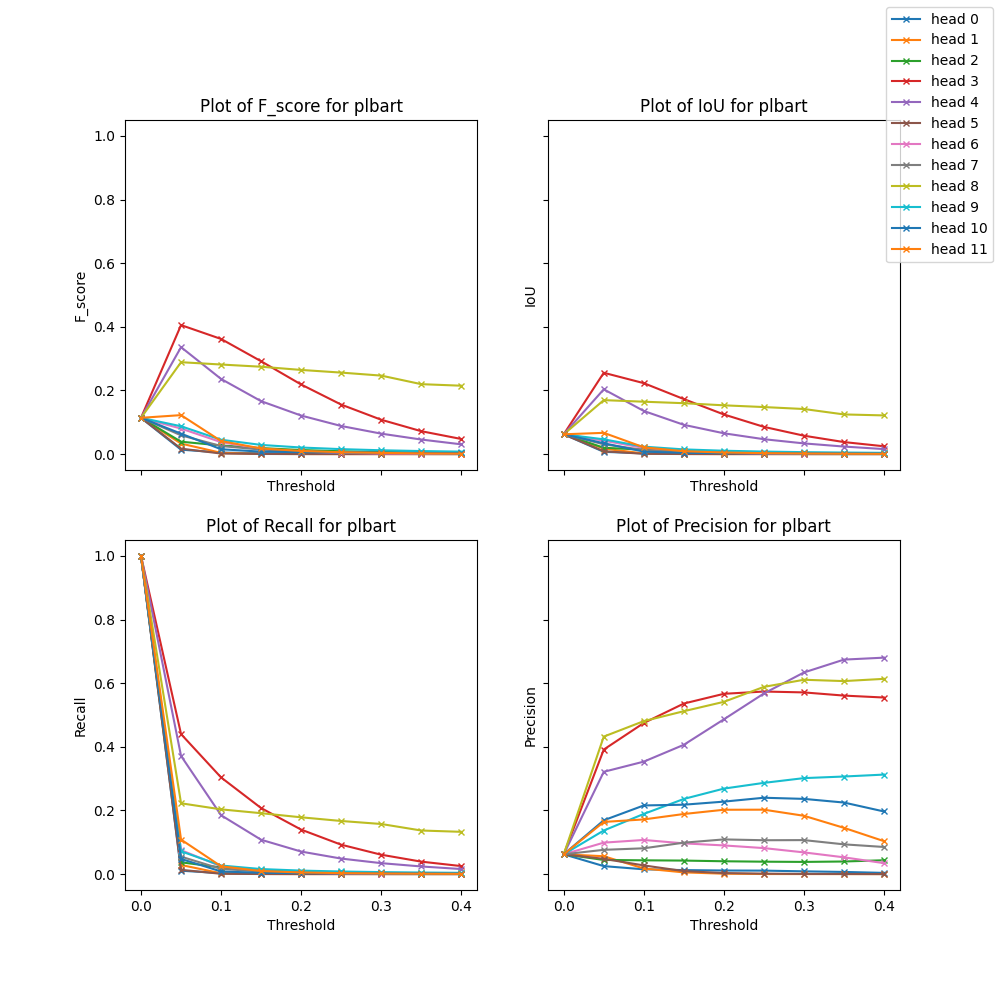 head 0
head 1
head 2
head 3
head 4
head 5
head 6
head 7
head 8
head 9
head 10
head 11
Plot of F_score for plbart
1.0
0.8
0.6
0.4
0.2
0.0
F_score
Threshold
Plot of IoU for plbart
IoU
Threshold
Plot of Recall for plbart
1.0
0.8
0.6
0.4
0.2
0.0
Recall
0.0 0.1 0.2 0.3 0.4
Threshold
Plot of Precision for plbart
Precision
0.0 0.1 0.2 0.3 0.4
Threshold